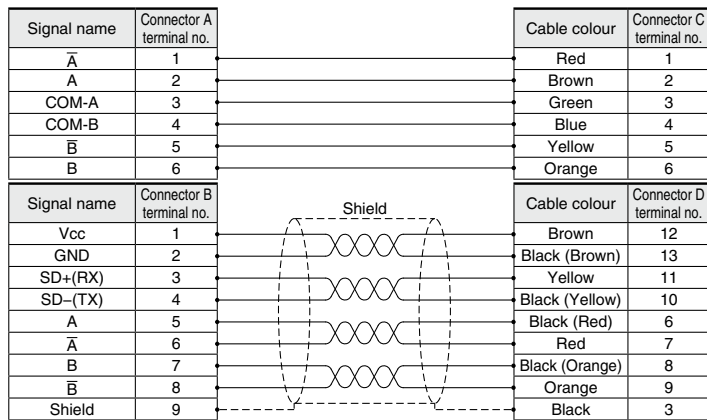 Signal name Connector A terminal no. Cable colour Connector C terminal no.
A̅ 1 Red 1
A 2 Brown 2
COM-A 3 Green 3
COM-B 4 Blue 4
B̅ 5 Yellow 5
B 6 Orange 6
Signal name Connector B terminal no. Shield Cable colour Connector D terminal no.
Vcc 1 Brown 12
GND 2 Black (Brown) 13
SD+(RX) 3 Yellow 11
SD−(TX) 4 Black (Yellow) 10
A 5 Black (Red) 6
A̅ 6 Red 7
B 7 Black (Orange) 8
B̅ 8 Orange 9
Shield 9 Black 3